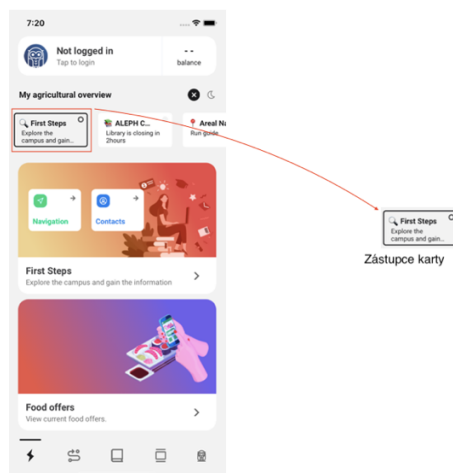 7:20
Not logged in
Tap to login
--
balance
My agricultural overview
First Steps
Explore the
campus and gain...
ALEPH C...
Library is closing in
2hours
Areal Na
Run guide
Navigation
Contacts
First Steps
Explore the campus and gain the information
Food offers
View current food offers.
First Steps
Explore the
campus and gain...
Zástupce karty